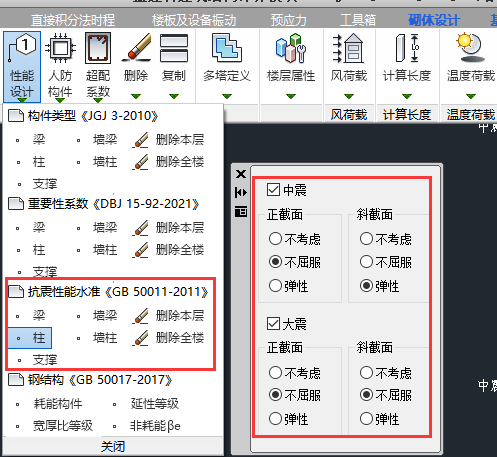 直接积分法时程 楼板及设备振动 预应力 工具箱 砌体设计 基
性能设计 人防构件 超配系数 删除 复制 多塔定义 楼层属性 风荷载 计算长度 温度荷载
风荷载 计算长度 温度荷载
构件类型《JGJ 3-2010》
梁 墙梁 删除本层
柱 墙柱 删除全楼
支撑
重要性系数《DBJ 15-92-2021》
梁 墙梁 删除本层
柱 墙柱 删除全楼
支撑
抗震性能水准《GB 50011-2011》
梁 墙梁 删除本层
柱 墙柱 删除全楼
支撑
钢结构《GB 50017-2017》
耗能构件 延性等级
宽厚比等级 非耗能βe
关闭
中震
正截面 斜截面
不考虑 不考虑
不屈服 不屈服
弹性 弹性
大震
正截面 斜截面
不考虑 不考虑
不屈服 不屈服
弹性 弹性
中震
中震